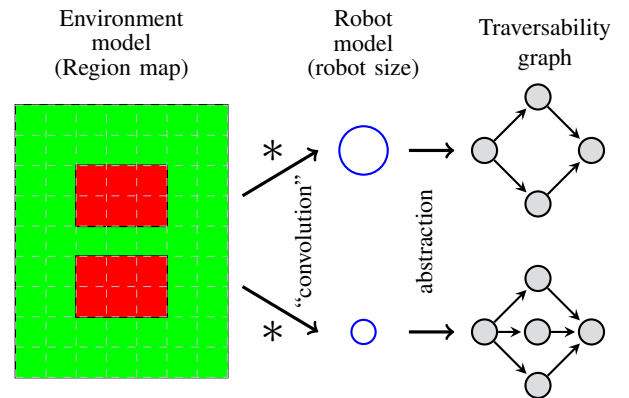 Environment
model
(Region map)
Robot
model
(robot size)
Traversability
graph
*
“convolution”
abstraction
*